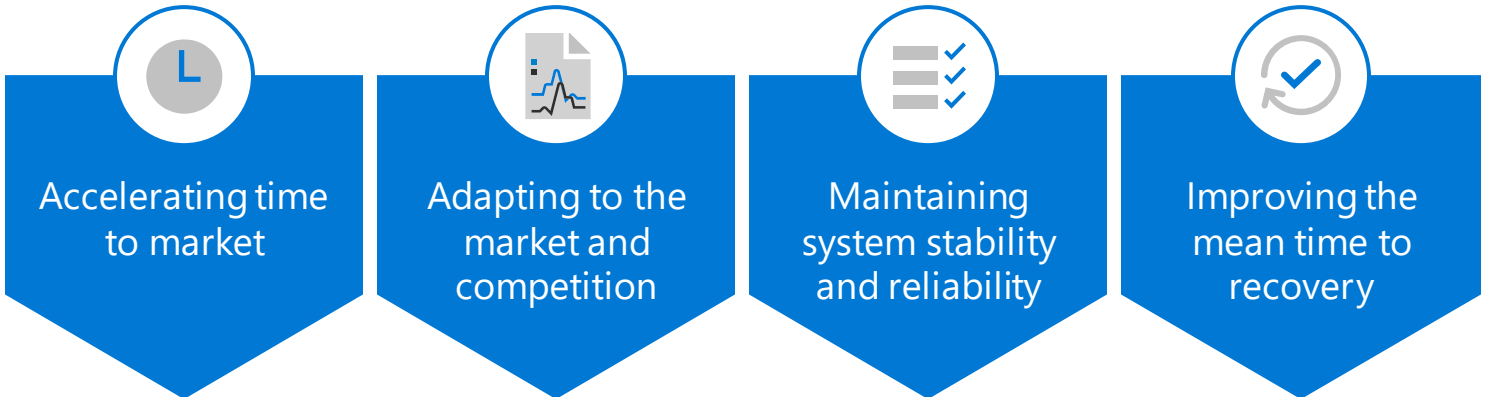 Accelerating time
to market
Adapting to the
market and
competition
Maintaining
system stability
and reliability
Improving the
mean time to
recovery